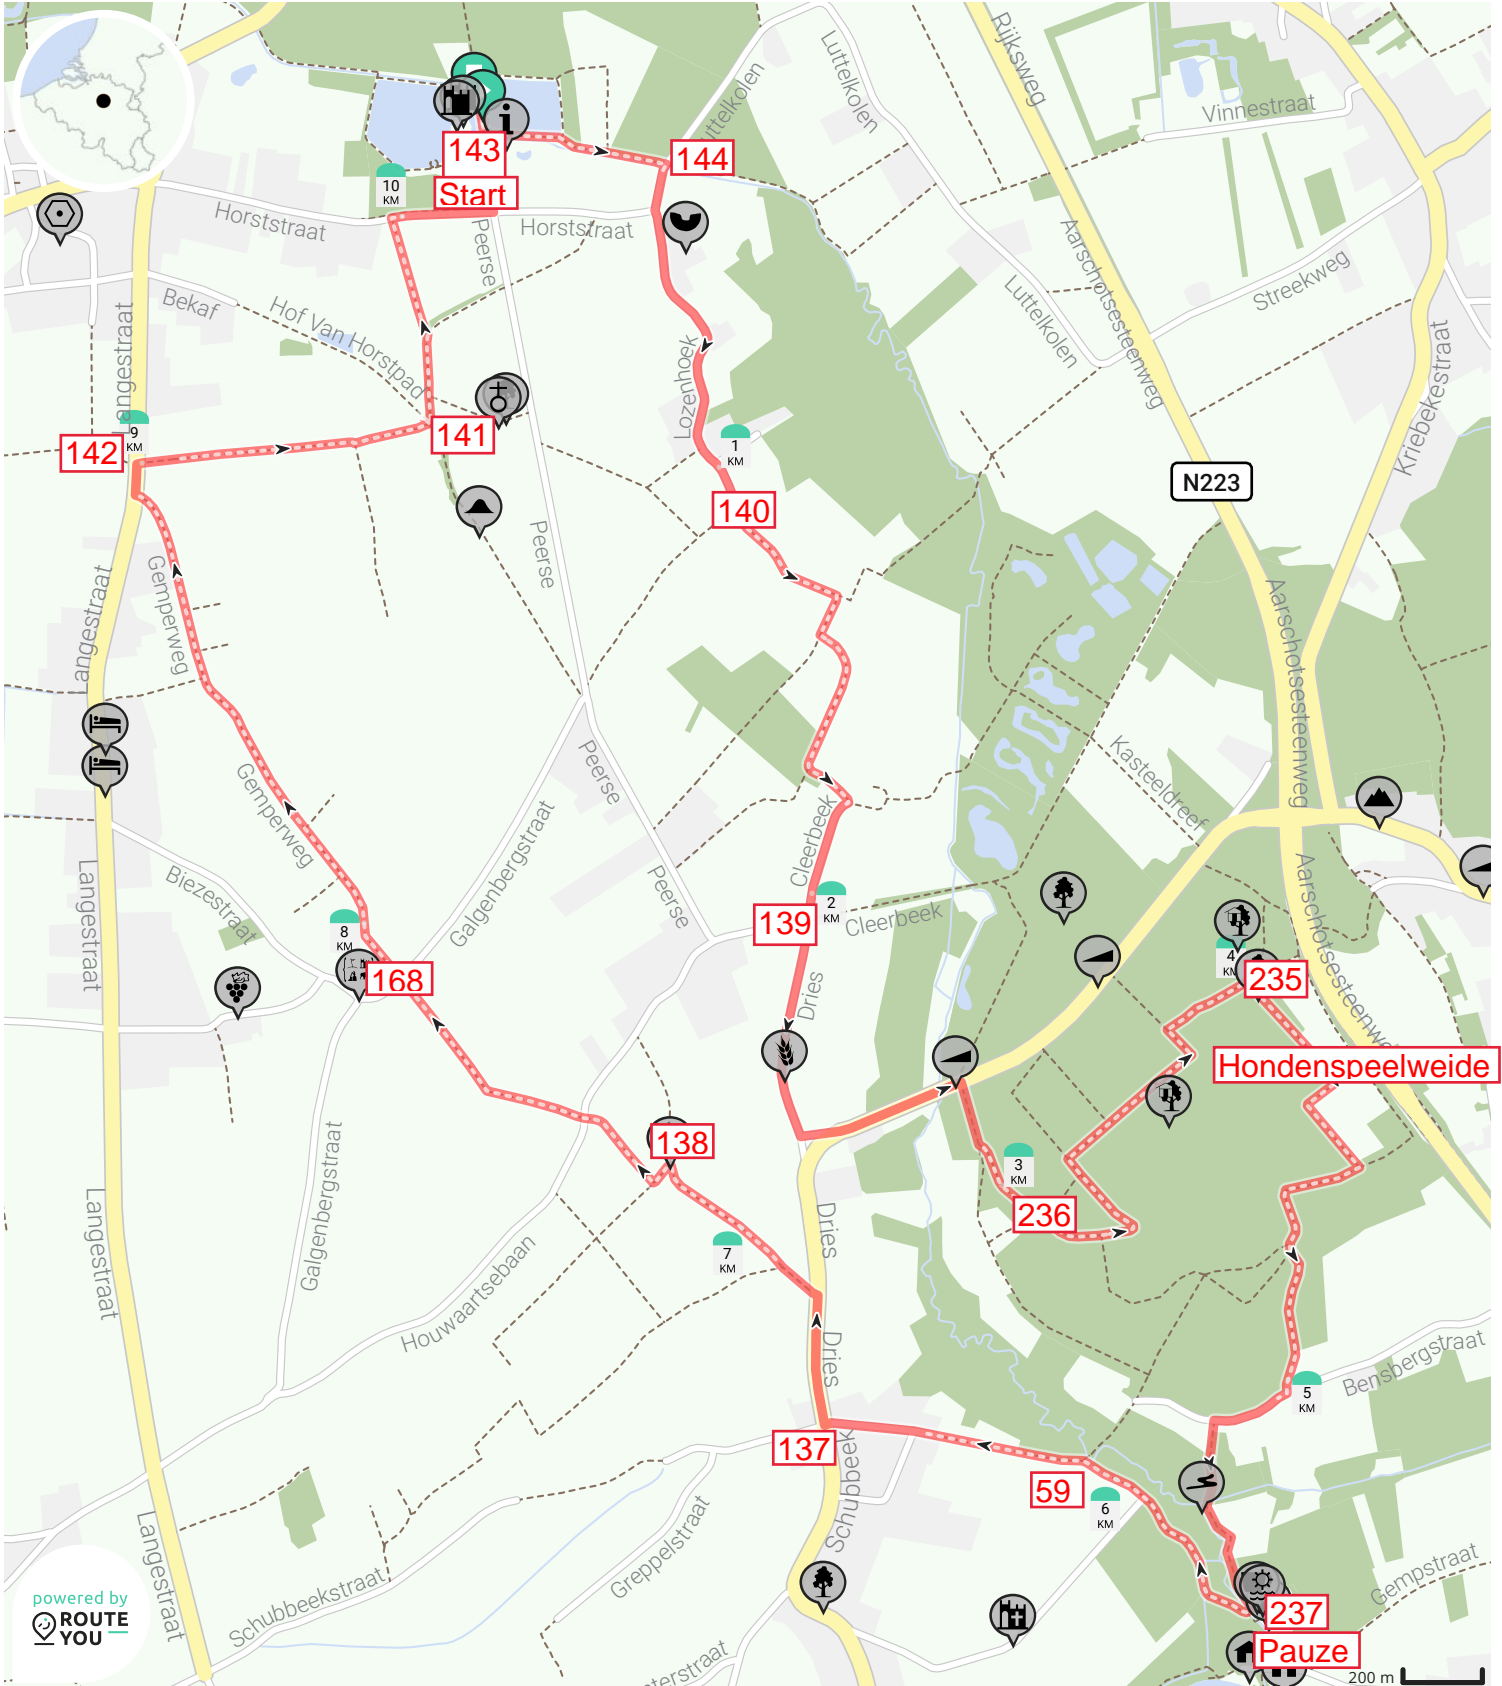 143
Start
144
10
KM
Horststraat
Horststraat
Peerse
Luttelkolen
Luttelkolen
Luttelkolen
Rijksweg
Vinnestraat
Streekweg
Aarschotsesteenweg
Kriebekestraat
Bekaf
Hof Van Horstpad
Langestraat
Lozenhoek
9
KM
142
141
1
KM
140
N223
Peerse
Gemperweg
angestraat
Aarschotsesteenweg
Kasteeldreef
Peerse
Gemperweg
Galgenbergstraat
Cleerbeek
Biezestraat
Langestraat
Peerse
2
KM
139
Cleerbeek
Aarschotsesteenweg
8
KM
168
4
KM
235
Dries
Hondenspeelweide
138
3
KM
236
Galgenbergstraat
Langestraat
Houwaartsebaan
7
KM
Dries
Dries
Bensbergstraat
5
KM
137
Schubbeek
59
6
KM
Greppelstraat
Langestraat
Schubbeekstraat
Gempstraat
237
Pauze
nterstraat
powered by
ROUTE
YOU
200 m